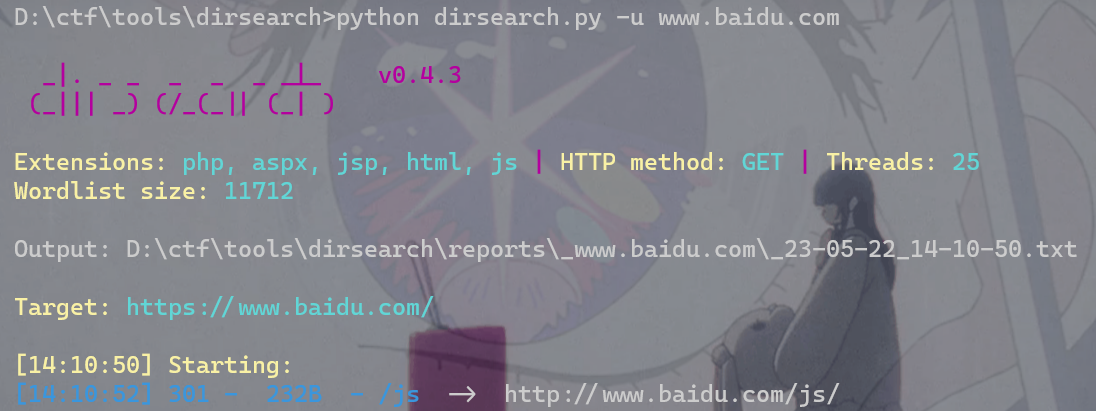 D:\ctf\tools\dirsearch>python dirsearch.py -u www.baidu.com
_|. _ _  _  _  _ _|_    v0.4.3
(_||| _) (/_(_|| (_| )
Extensions: php, aspx, jsp, html, js | HTTP method: GET | Threads: 25
Wordlist size: 11712
Output: D:\ctf\tools\dirsearch\reports\_www.baidu.com\_23-05-22_14-10-50.txt
Target: https://www.baidu.com/
[14:10:50] Starting:
[14:10:52] 301 -  232B  - /js  ->  http://www.baidu.com/js/